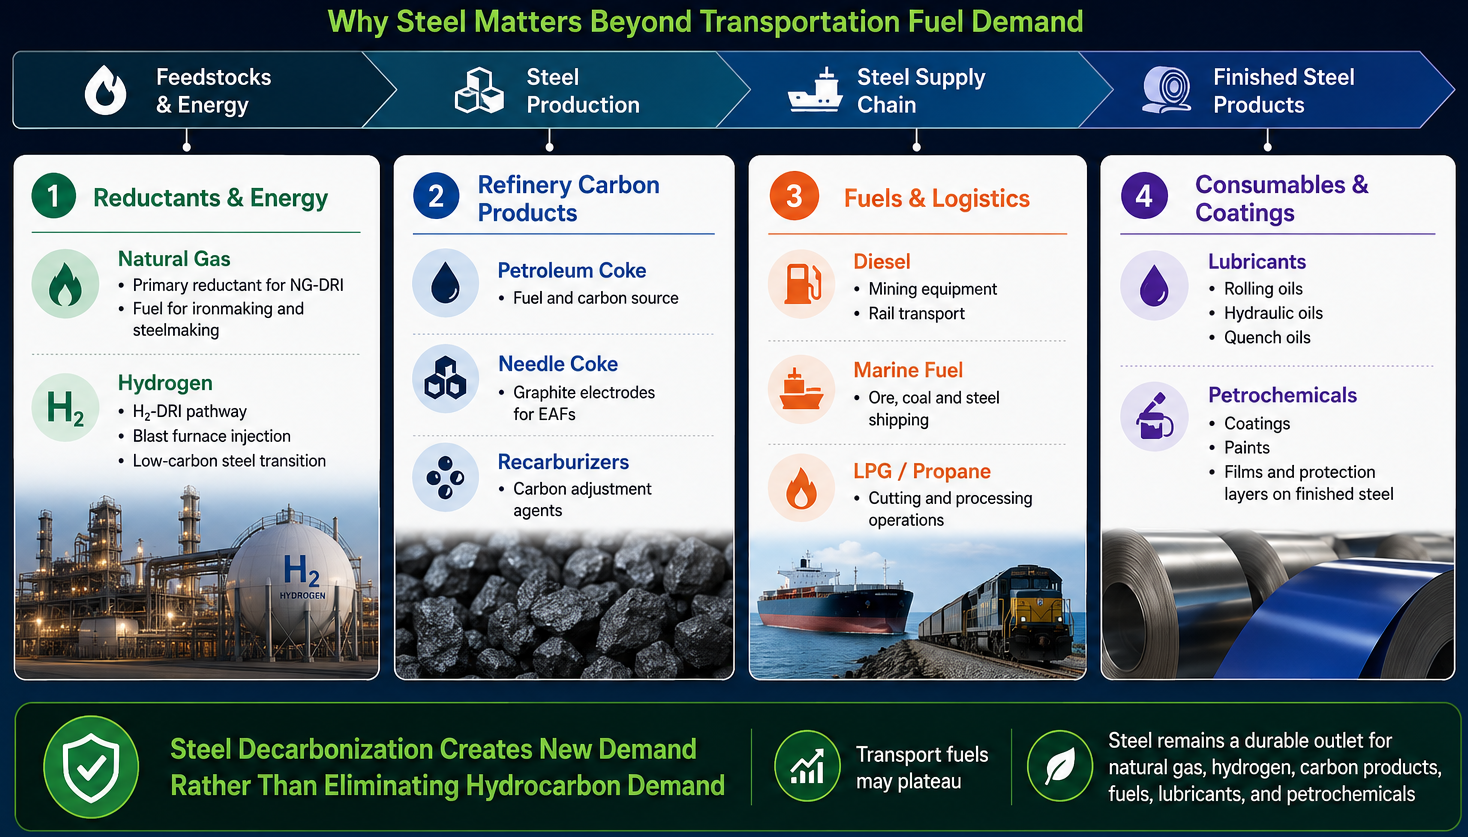 Why Steel Matters Beyond Transportation Fuel Demand
Feedstocks
& Energy
Steel
Production
Steel Supply
Chain
Finished Steel
Products
1
Reductants & Energy
Natural Gas
• Primary reductant for NG-DRI
• Fuel for ironmaking and
steelmaking
H₂
Hydrogen
• H₂-DRI pathway
• Blast furnace injection
• Low-carbon steel transition
H₂
HYDROGEN
2
Refinery Carbon
Products
Petroleum Coke
• Fuel and carbon source
Needle Coke
• Graphite electrodes
for EAFs
Recarburizers
• Carbon adjustment
agents
3
Fuels & Logistics
Diesel
• Mining equipment
• Rail transport
Marine Fuel
• Ore, coal and steel
shipping
LPG / Propane
• Cutting and processing
operations
4
Consumables &
Coatings
Lubricants
• Rolling oils
• Hydraulic oils
• Quench oils
Petrochemicals
• Coatings
• Paints
• Films and protection
layers on finished steel
Steel Decarbonization Creates New Demand
Rather Than Eliminating Hydrocarbon Demand
Transport fuels
may plateau
Steel remains a durable outlet for
natural gas, hydrogen, carbon products,
fuels, lubricants, and petrochemicals